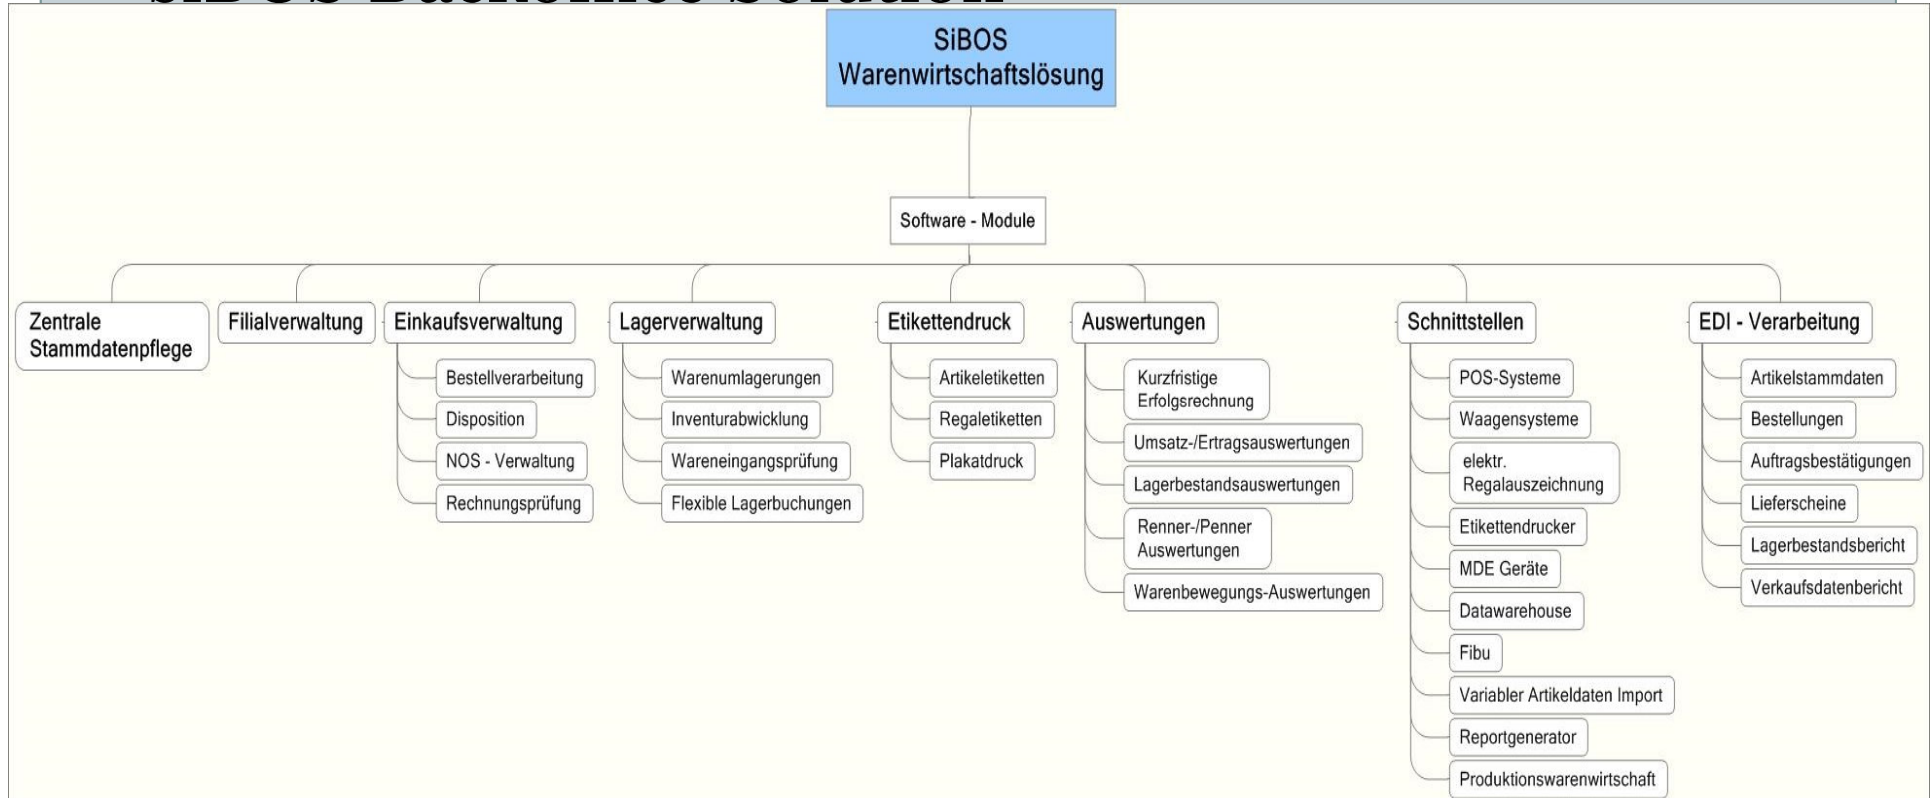 SiBOS Backoffice Solution
SiBOS
Warenwirtschaftslösung
Software - Module
Zentrale
Stammdatenpflege
Filialverwaltung
Einkaufsverwaltung
Bestellverarbeitung
Disposition
NOS - Verwaltung
Rechnungsprüfung
Lagerverwaltung
Warenumlagerungen
Inventurabwicklung
Wareneingangsprüfung
Flexible Lagerbuchungen
Etikettendruck
Artikeletiketten
Regaletiketten
Plakatdruck
Auswertungen
Kurzfristige
Erfolgsrechnung
Umsatz-/Ertragsauswertungen
Lagerbestandsauswertungen
Renner-/Penner
Auswertungen
Warenbewegungs-Auswertungen
Schnittstellen
POS-Systeme
Waagensysteme
elektr.
Regalauszeichnung
Etikettendrucker
MDE Geräte
Datawarehouse
Fibu
Variabler Artikeldaten Import
Reportgenerator
Produktionswarenwirtschaft
EDI - Verarbeitung
Artikelstammdaten
Bestellungen
Auftragsbestätigungen
Lieferscheine
Lagerbestandsbericht
Verkaufsdatenbericht